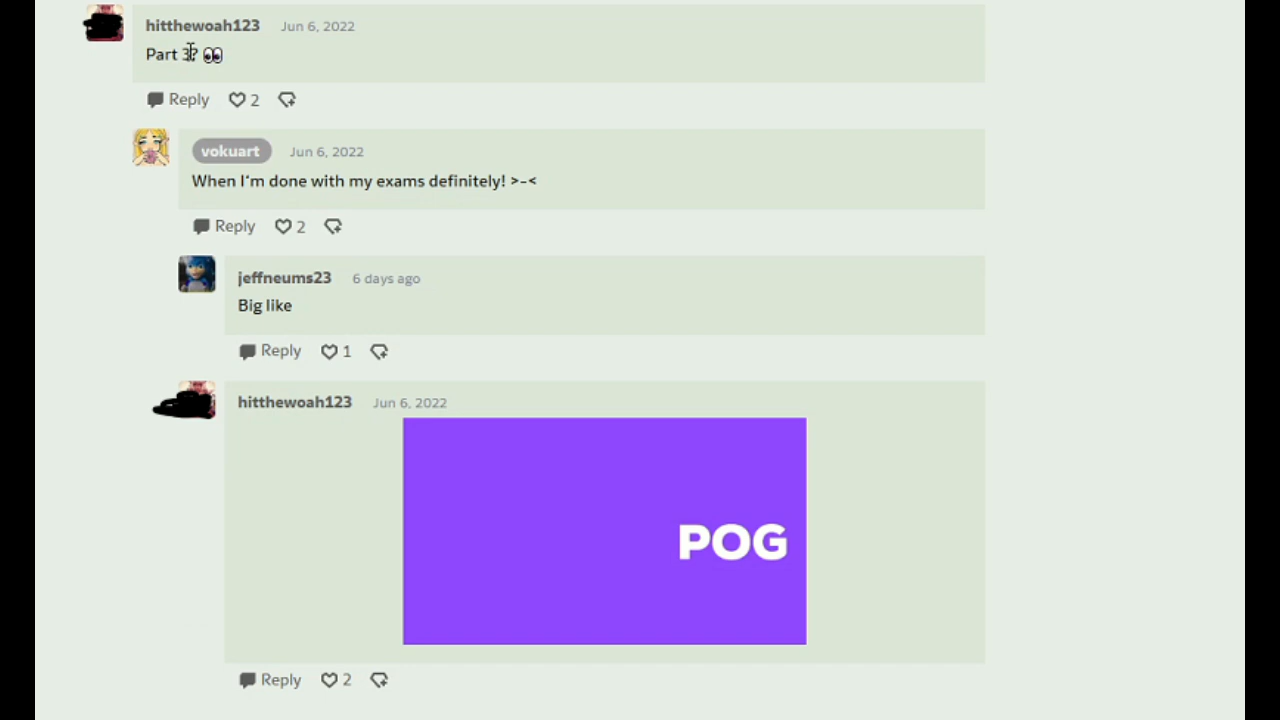 hitthewoah123 Jun 6, 2022
Part 3? 👀
Reply 2
vokuart Jun 6, 2022
When I'm done with my exams definitely! >-<
Reply 2
jeffneums23 6 days ago
Big like
Reply 1
hitthewoah123 Jun 6, 2022
POG
Reply 2